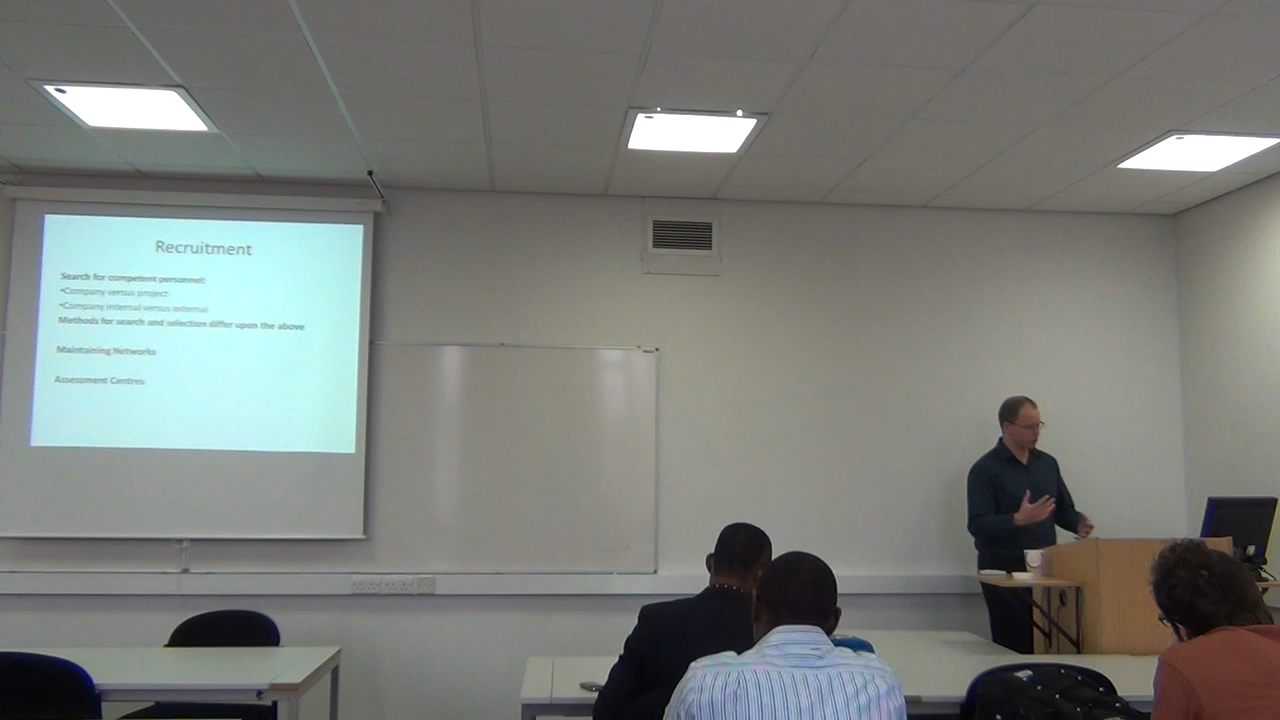 Recruitment
Search for competent personnel:
•Company versus project
•Company internal versus external
Methods for search and selection differ upon the above
Maintaining Networks
Assessment Centres